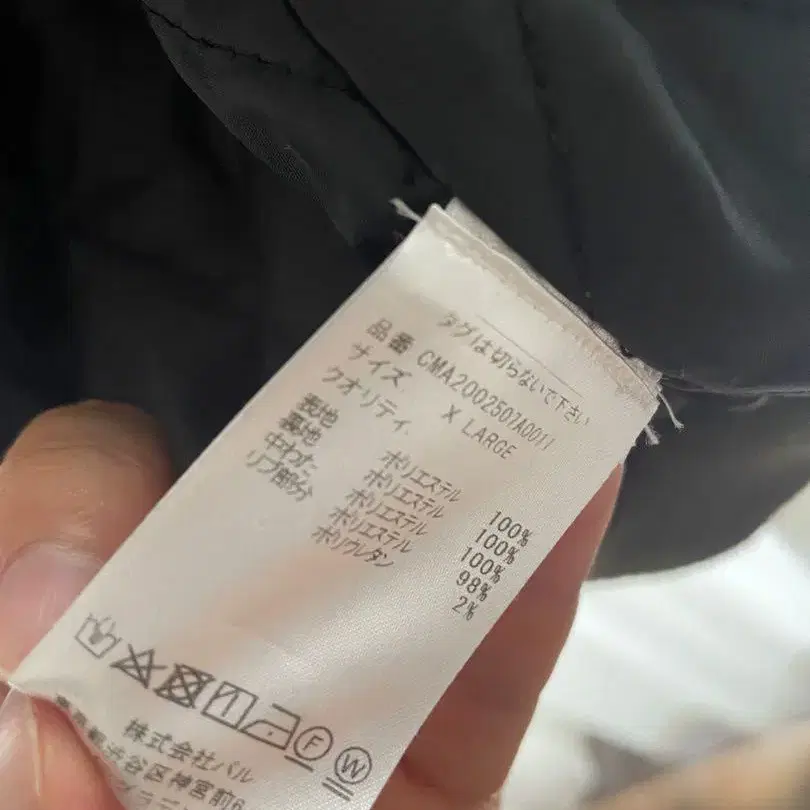 タグは切らないで下さい
品番 CMA2002507A0011
サイズ X LARGE
クオリティ.
表地 ポリエステル 100%
裏地 ポリエステル 100%
中わた ポリエステル 100%
リブ部分 ポリエステル 98%
ポリウレタン 2%
F W
株式会社パル
東京都渋谷区神宮前6